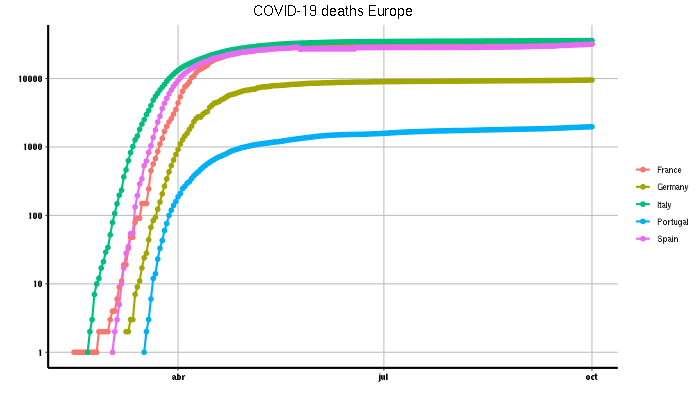 COVID-19 deaths Europe
10000
1000
100
10
1
abr
jul
oct
France
Germany
Italy
Portugal
Spain